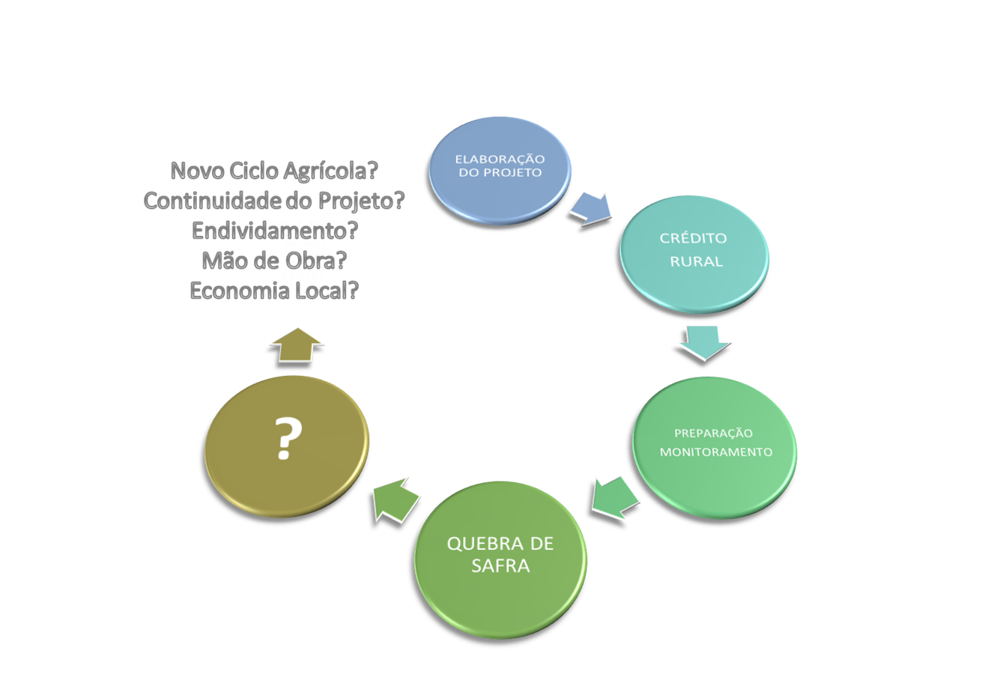 ELABORAÇÃO
DO PROJETO
CRÉDITO
RURAL
PREPARAÇÃO
MONITORAMENTO
QUEBRA DE
SAFRA
?
Novo Ciclo Agrícola?
Continuidade do Projeto?
Endividamento?
Mão de Obra?
Economia Local?